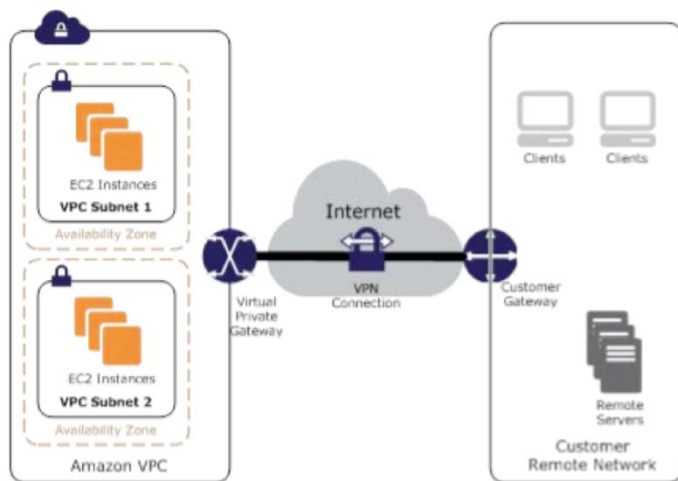 EC2 Instances
VPC Subnet 1
Availability Zone
EC2 Instances
VPC Subnet 2
Availability Zone
Amazon VPC
Virtual
Private
Gateway
Internet
VPN
Connection
Customer
Gateway
Clients
Clients
Remote
Servers
Customer
Remote Network